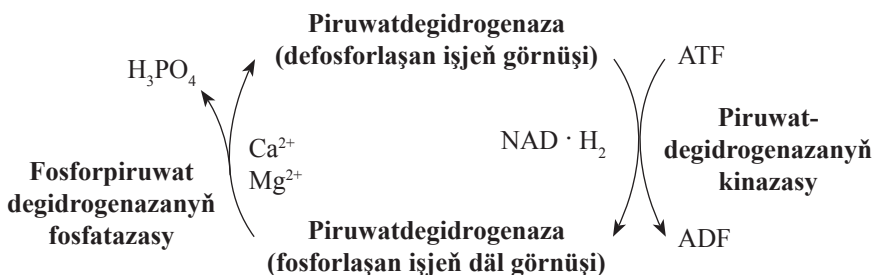 Piruwatdegidrogenaza
(defosforlaşan işjeň görnüşi)
H₃PO₄
ATF
Ca²⁺
Mg²⁺
NAD · H₂
Piruwat-
degidrogenazanyň
kinazasy
Fosforpiruwat
degidrogenazanyň
fosfatazasy
Piruwatdegidrogenaza
(fosforlaşan işjeň däl görnüşi)
ADF